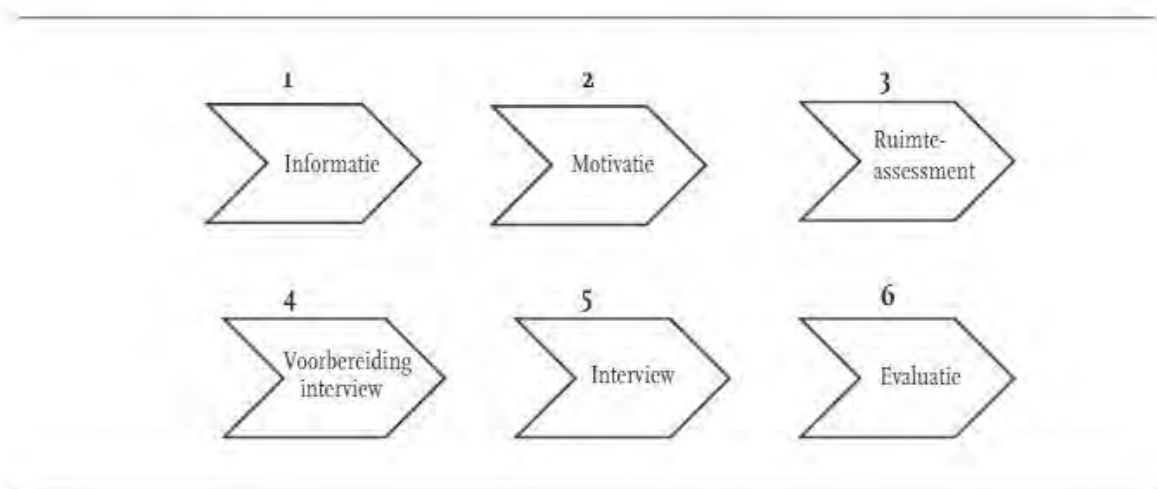 1
Informatie
2
Motivatie
3
Ruimte-
assessment
4
Voorbereiding
interview
5
Interview
6
Evaluatie